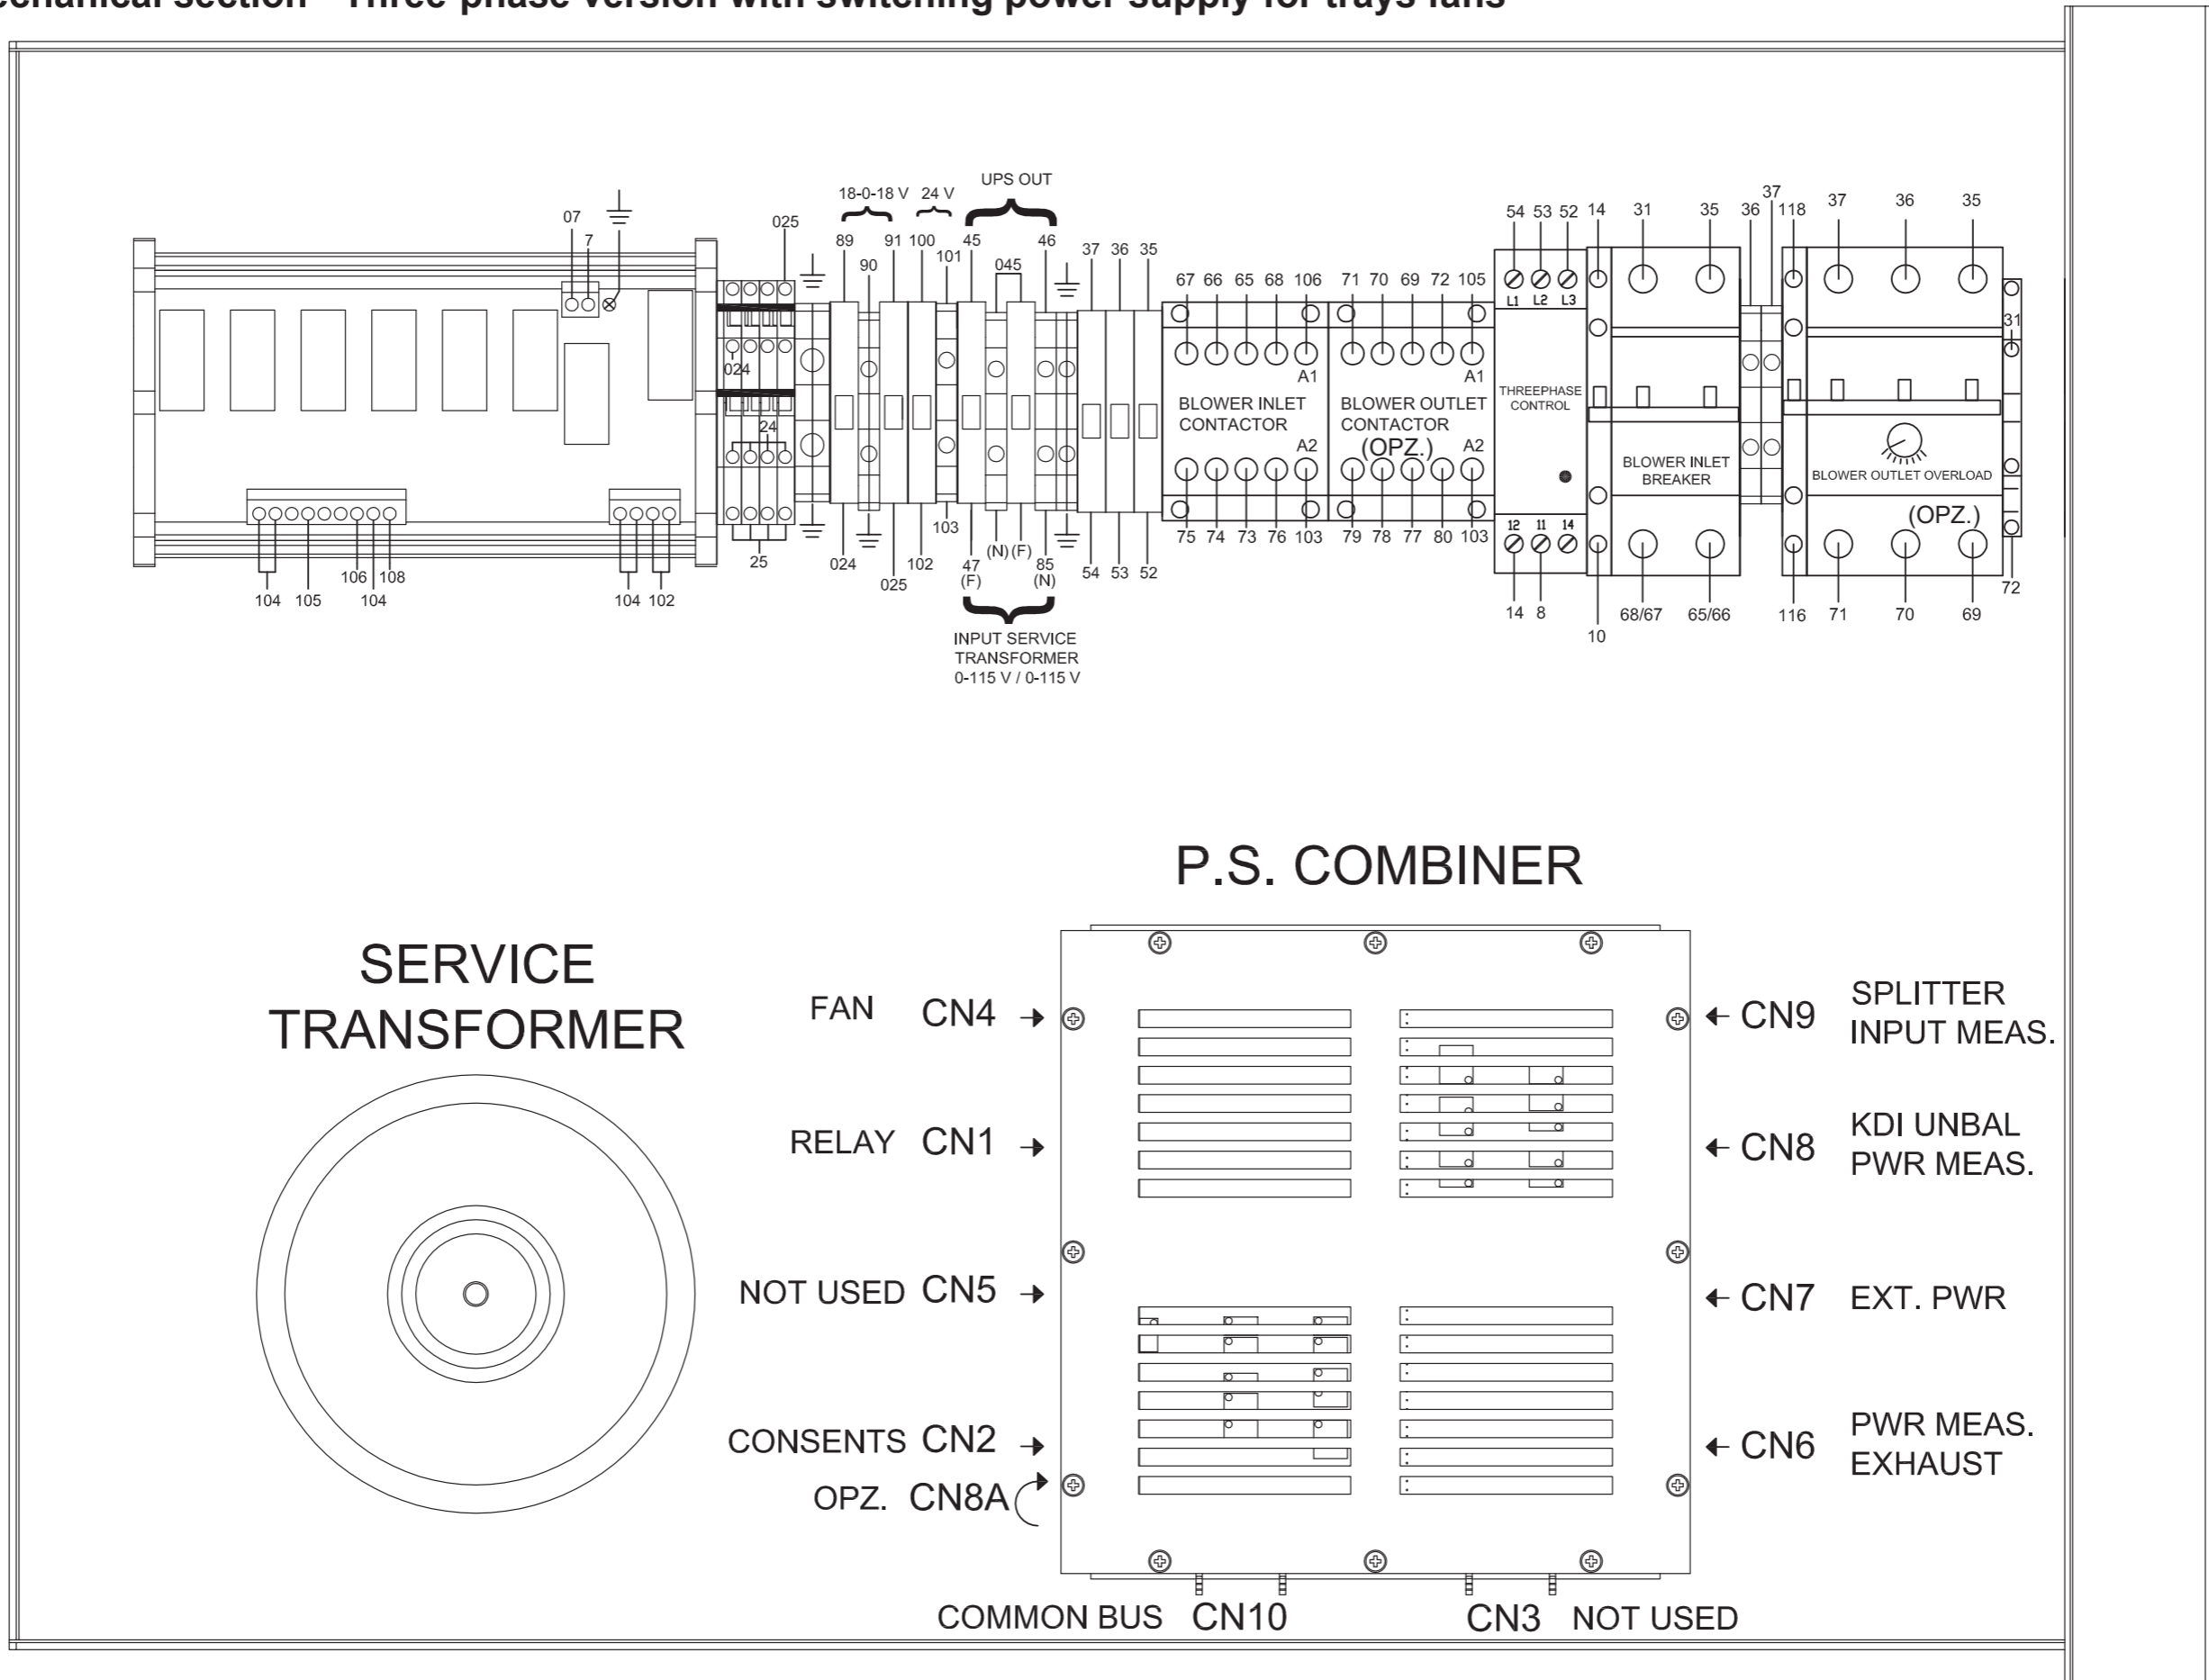 Three phase version with switching power supply for trays fans
UPS OUT
18-0-18 V 24 V
07 7 025 89 90 91 100 101 45 045 46 37 36 35
67 66 65 68 106 71 70 69 72 105
54 53 52 14 31 35 36 37 118 37 36 35
L1 L2 L3
31
024
24
A1 A1
THREEPHASE
CONTROL
BLOWER INLET
CONTACTOR
BLOWER OUTLET
CONTACTOR
(OPZ.)
A2 A2
BLOWER INLET
BREAKER
BLOWER OUTLET OVERLOAD
(OPZ.)
12 11 14
104 105 106 104 108 104 102
25 024 025 102 103 47 (N) (F) 85
(F) (N)
54 53 52
75 74 73 76 103 79 78 77 80 103
14 8 10 68/67 65/66 116 71 70 69 72
INPUT SERVICE
TRANSFORMER
0-115 V / 0-115 V
P.S. COMBINER
SERVICE
TRANSFORMER
FAN CN4
RELAY CN1
NOT USED CN5
CONSENTS CN2
OPZ. CN8A
CN9 SPLITTER
INPUT MEAS.
CN8 KDI UNBAL
PWR MEAS.
CN7 EXT. PWR
CN6 PWR MEAS.
EXHAUST
COMMON BUS CN10
CN3 NOT USED